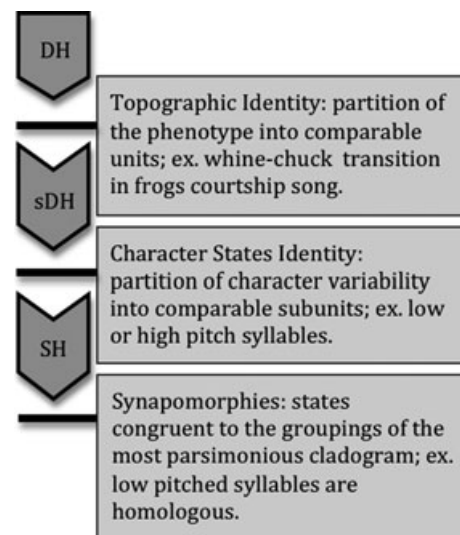 DH
Topographic Identity: partition of
the phenotype into comparable
units; ex. whine-chuck transition
in frogs courtship song.
sDH
Character States Identity:
partition of character variability
into comparable subunits; ex. low
or high pitch syllables.
SH
Synapomorphies: states
congruent to the groupings of the
most parsimonious cladogram; ex.
low pitched syllables are
homologous.